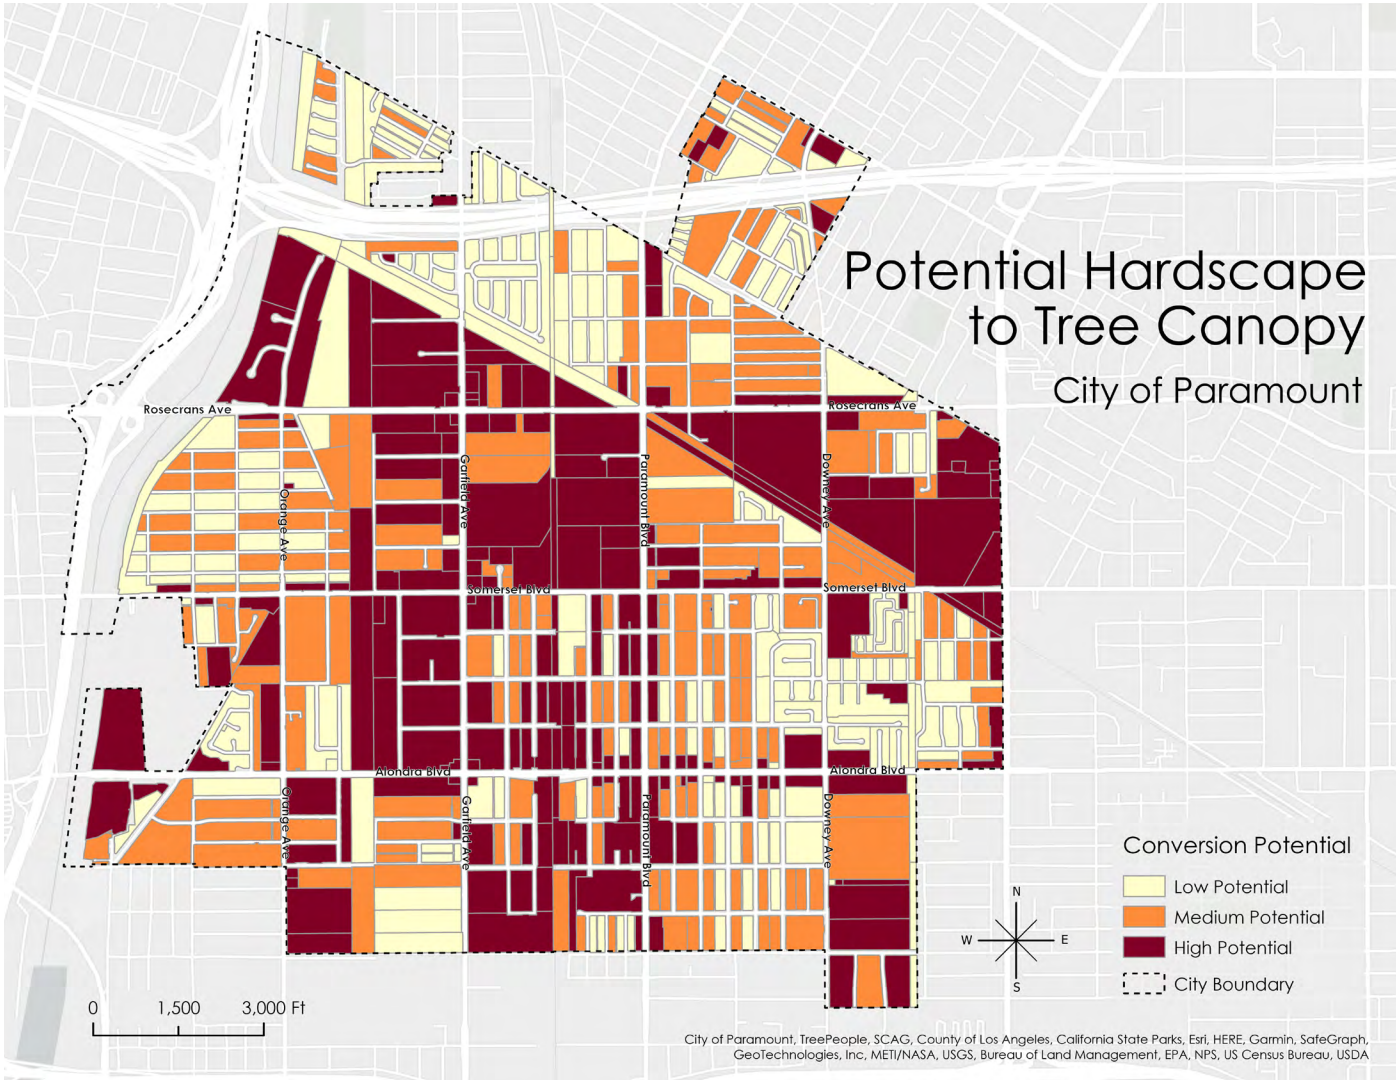 Potential Hardscape
to Tree Canopy
City of Paramount
Rosecrans Ave
Rosecrans Ave
Orange Ave
Garfield Ave
Paramount Blvd
Downey Ave
Somerset Blvd
Somerset Blvd
Alondra Blvd
Alondra Blvd
Orange Ave
Garfield Ave
Paramount Blvd
Downey Ave
Conversion Potential
Low Potential
Medium Potential
High Potential
City Boundary
N
W E
S
0 1,500 3,000 Ft
City of Paramount, TreePeople, SCAG, County of Los Angeles, California State Parks, Esri, HERE, Garmin, SafeGraph,
GeoTechnologies, Inc, METI/NASA, USGS, Bureau of Land Management, EPA, NPS, US Census Bureau, USDA